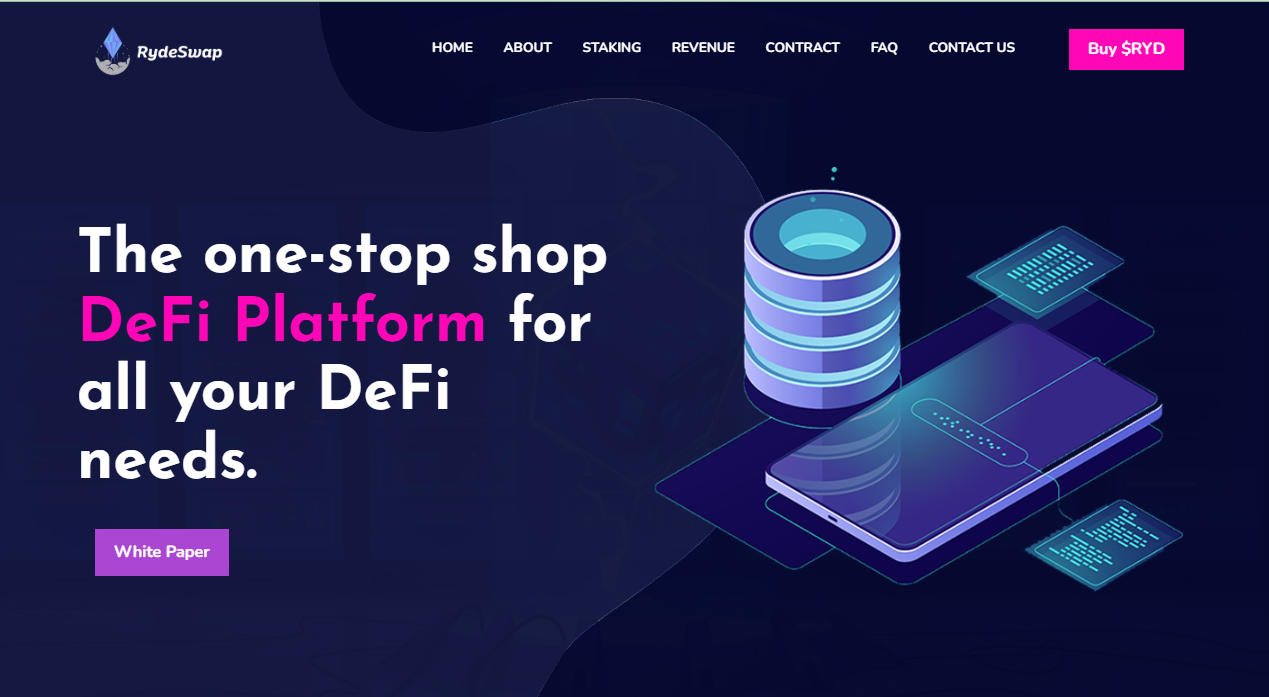 RydeSwap
HOME ABOUT STAKING REVENUE CONTRACT FAQ CONTACT US
Buy $RYD
The one-stop shop
DeFi Platform for
all your DeFi
needs.
White Paper